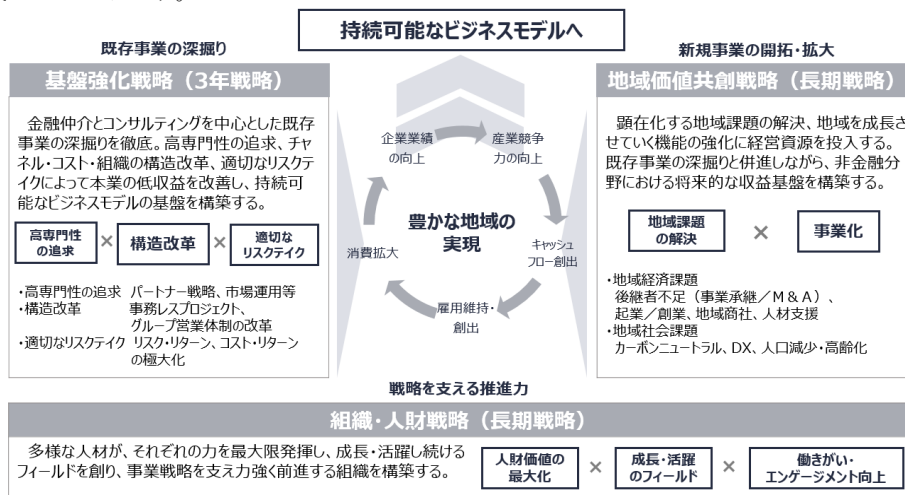 持続可能なビジネスモデルへ
既存事業の深掘り
基盤強化戦略（3年戦略）
金融仲介とコンサルティングを中心とした既存
事業の深掘りを徹底。高専門性の追求、チャ
ネル・コスト・組織の構造改革、適切なリスクテ
イクによって本業の低収益を改善し、持続可
能なビジネスモデルの基盤を構築する。
高専門性
の追求
×
構造改革
×
適切な
リスクテイク
・高専門性の追求 パートナー戦略、市場運用等
・構造改革 事務レスプロジェクト、
グループ営業体制の改革
・適切なリスクテイク リスク・リターン、コスト・リターン
の極大化
企業業績
の向上
産業競争
力の向上
キャッシュ
フロー創出
雇用維持・
創出
消費拡大
豊かな地域の
実現
新規事業の開拓・拡大
地域価値共創戦略（長期戦略）
顕在化する地域課題の解決、地域を成長さ
せていく機能の強化に経営資源を投入する。
既存事業の深掘りと併進しながら、非金融分
野における将来的な収益基盤を構築する。
地域課題
の解決
×
事業化
・地域経済課題
後継者不足（事業承継／M＆A）、
起業／創業、地域商社、人材支援
・地域社会課題
カーボンニュートラル、DX、人口減少・高齢化
戦略を支える推進力
組織・人財戦略（長期戦略）
多様な人材が、それぞれの力を最大限発揮し、成長・活躍し続ける
フィールドを創り、事業戦略を支え力強く前進する組織を構築する。
人財価値の
最大化
×
成長・活躍
のフィールド
×
働きがい・
エンゲージメント向上